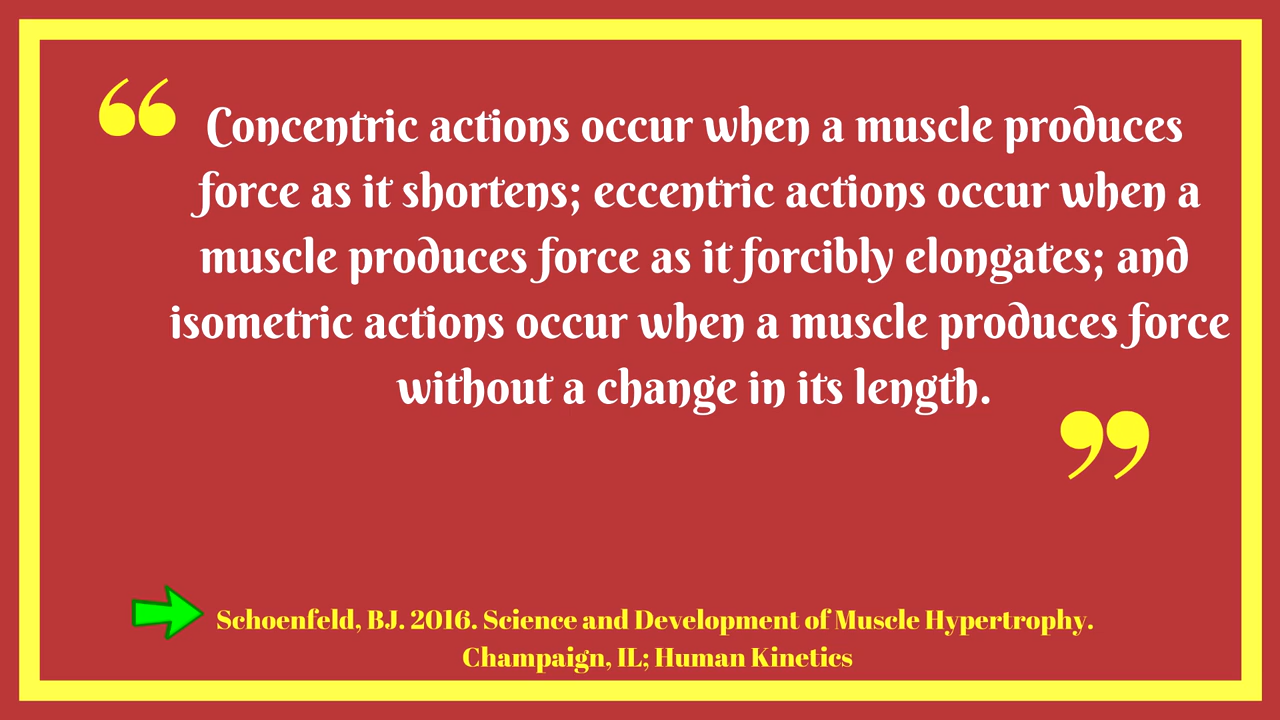 “ Concentric actions occur when a muscle produces
force as it shortens; eccentric actions occur when a
muscle produces force as it forcibly elongates; and
isometric actions occur when a muscle produces force
without a change in its length.
”
Schoenfeld, BJ. 2016. Science and Development of Muscle Hypertrophy.
Champaign, IL; Human Kinetics